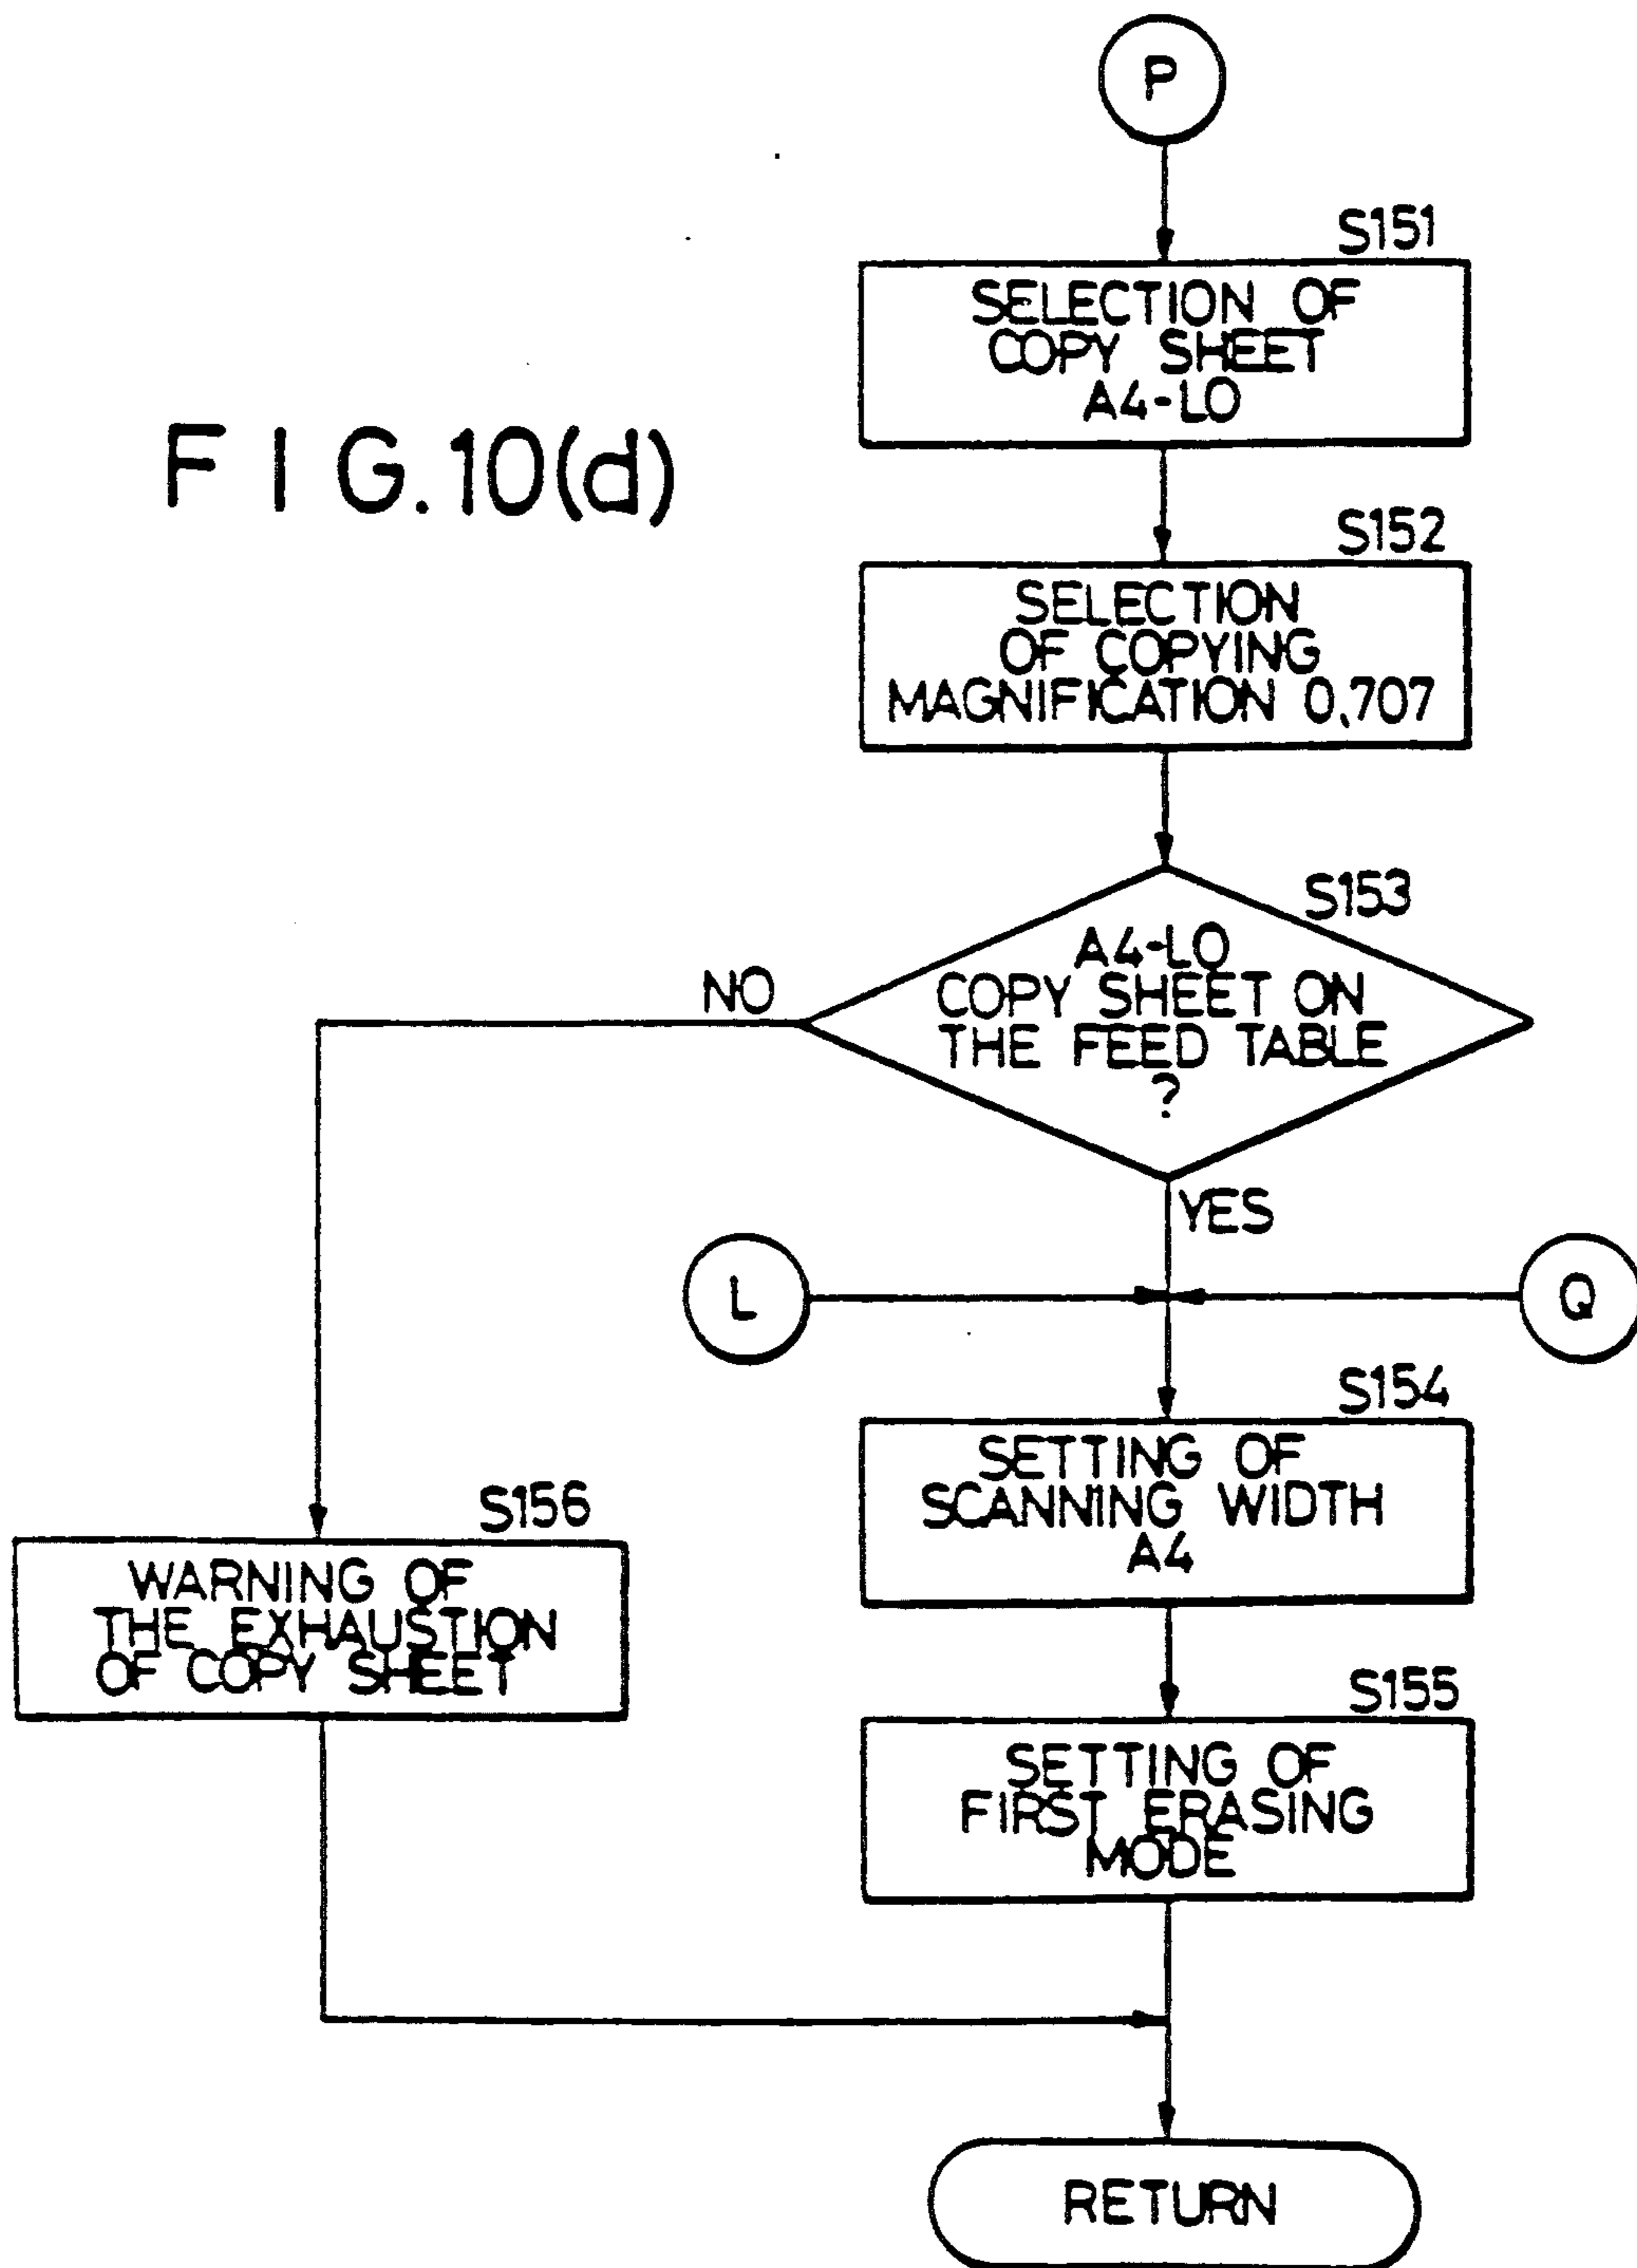 P
S151
SELECTION OF
COPY SHEET
A4-LO
F I G.10(d)
S152
SELECTION
OF COPYING
MAGNIFICATION 0.707
S153
A4-LO
COPY SHEET ON
THE FEED TABLE
?
NO
YES
L
Q
S154
SETTING OF
SCANNING WIDTH
A4
S156
WARNING OF
THE EXHAUSTION
OF COPY SHEET
S155
SETTING OF
FIRST ERASING
MODE
RETURN